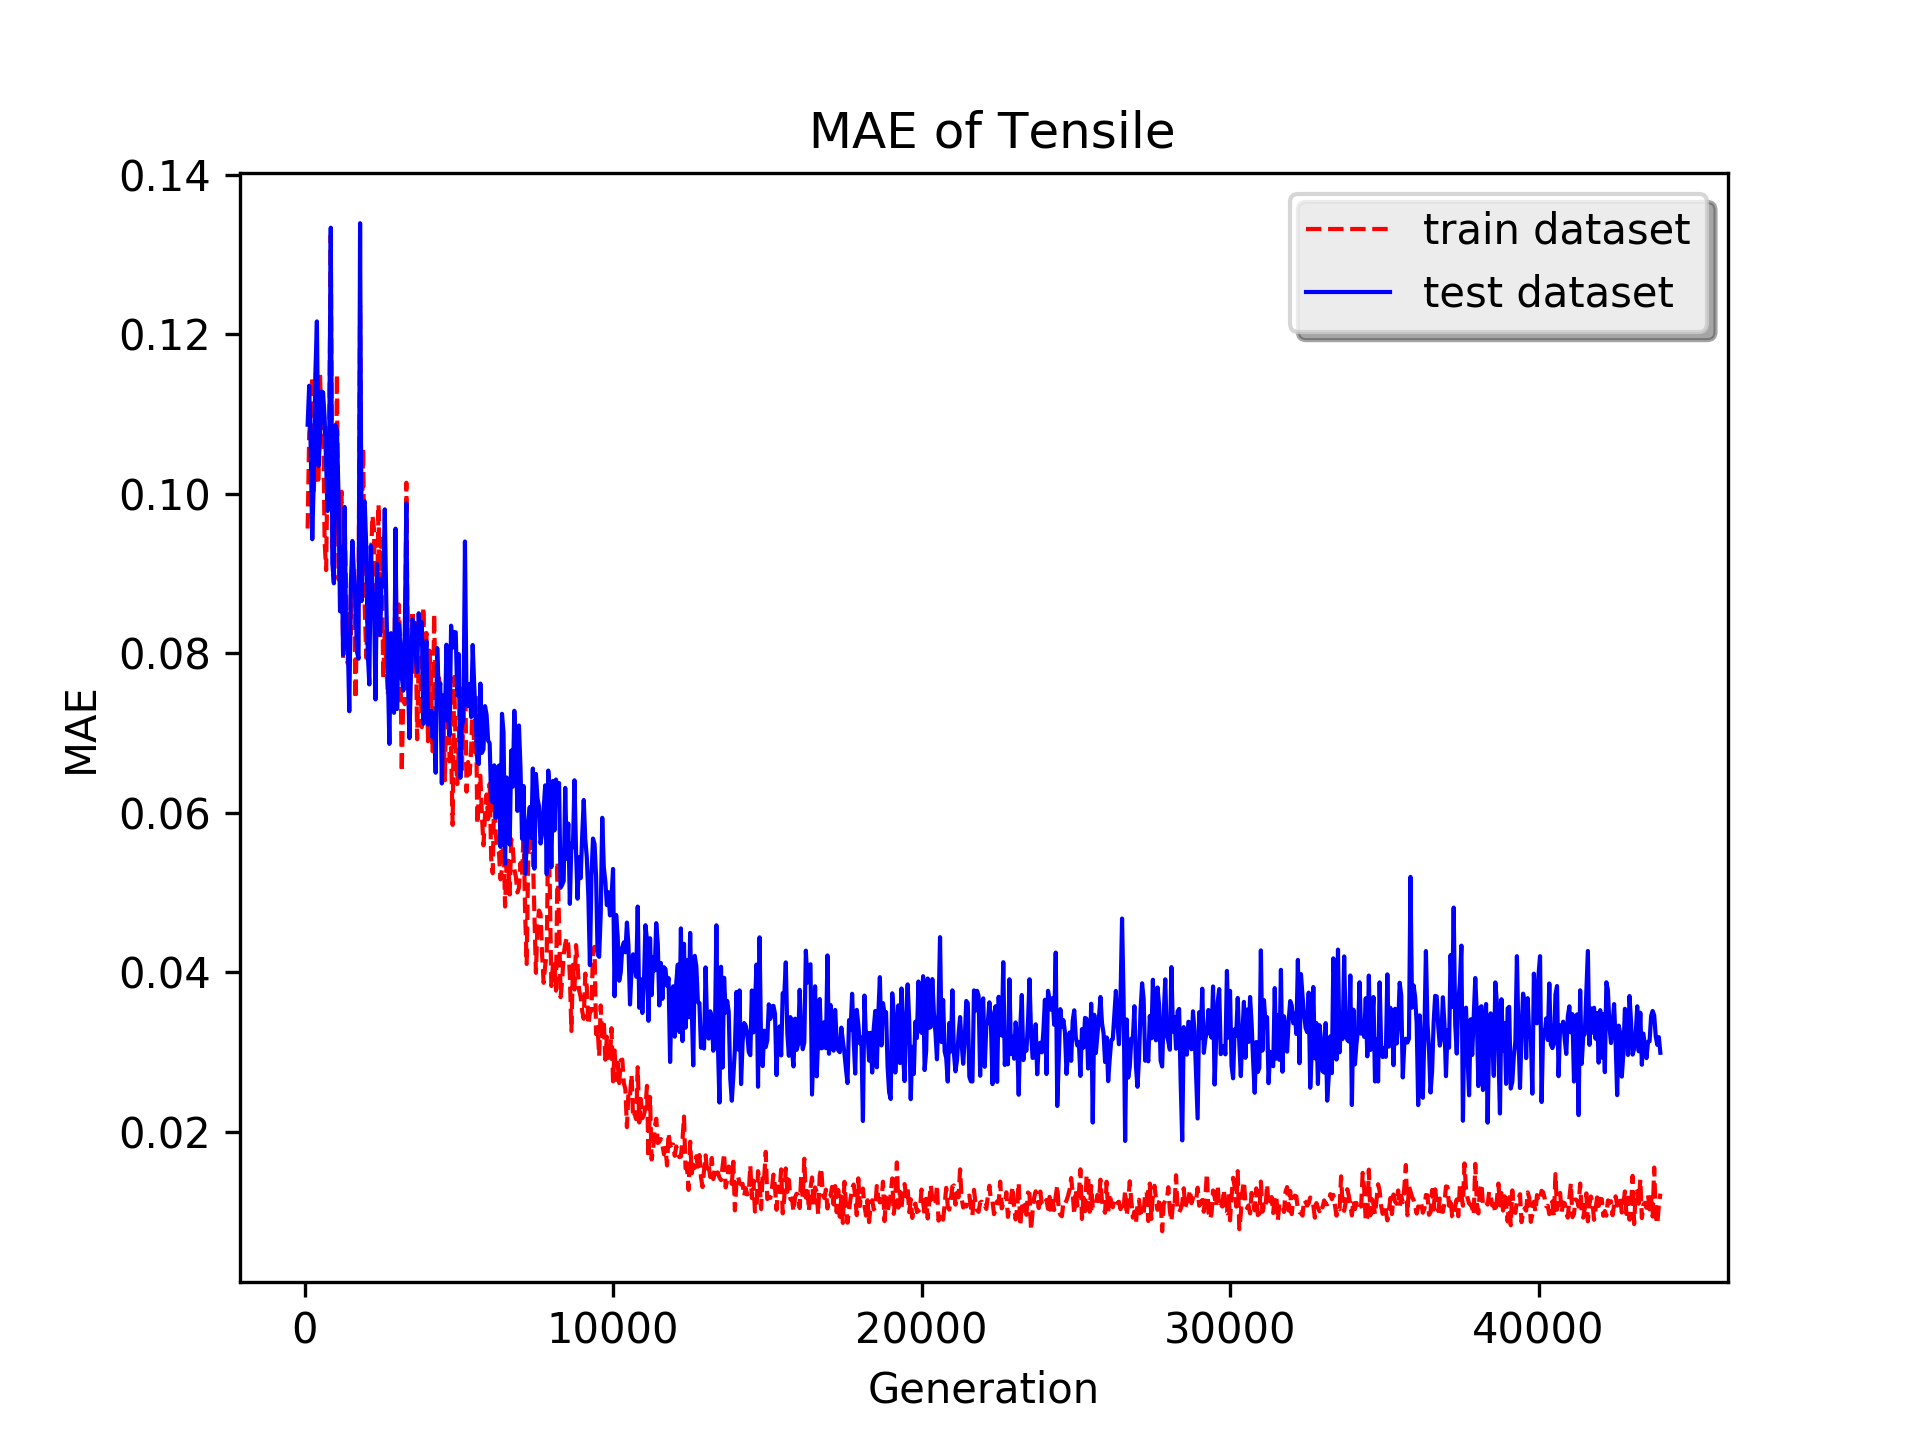 MAE of Tensile
train dataset
test dataset
0.14
0.12
0.10
0.08
0.06
0.04
0.02
MAE
0
10000
20000
30000
40000
Generation